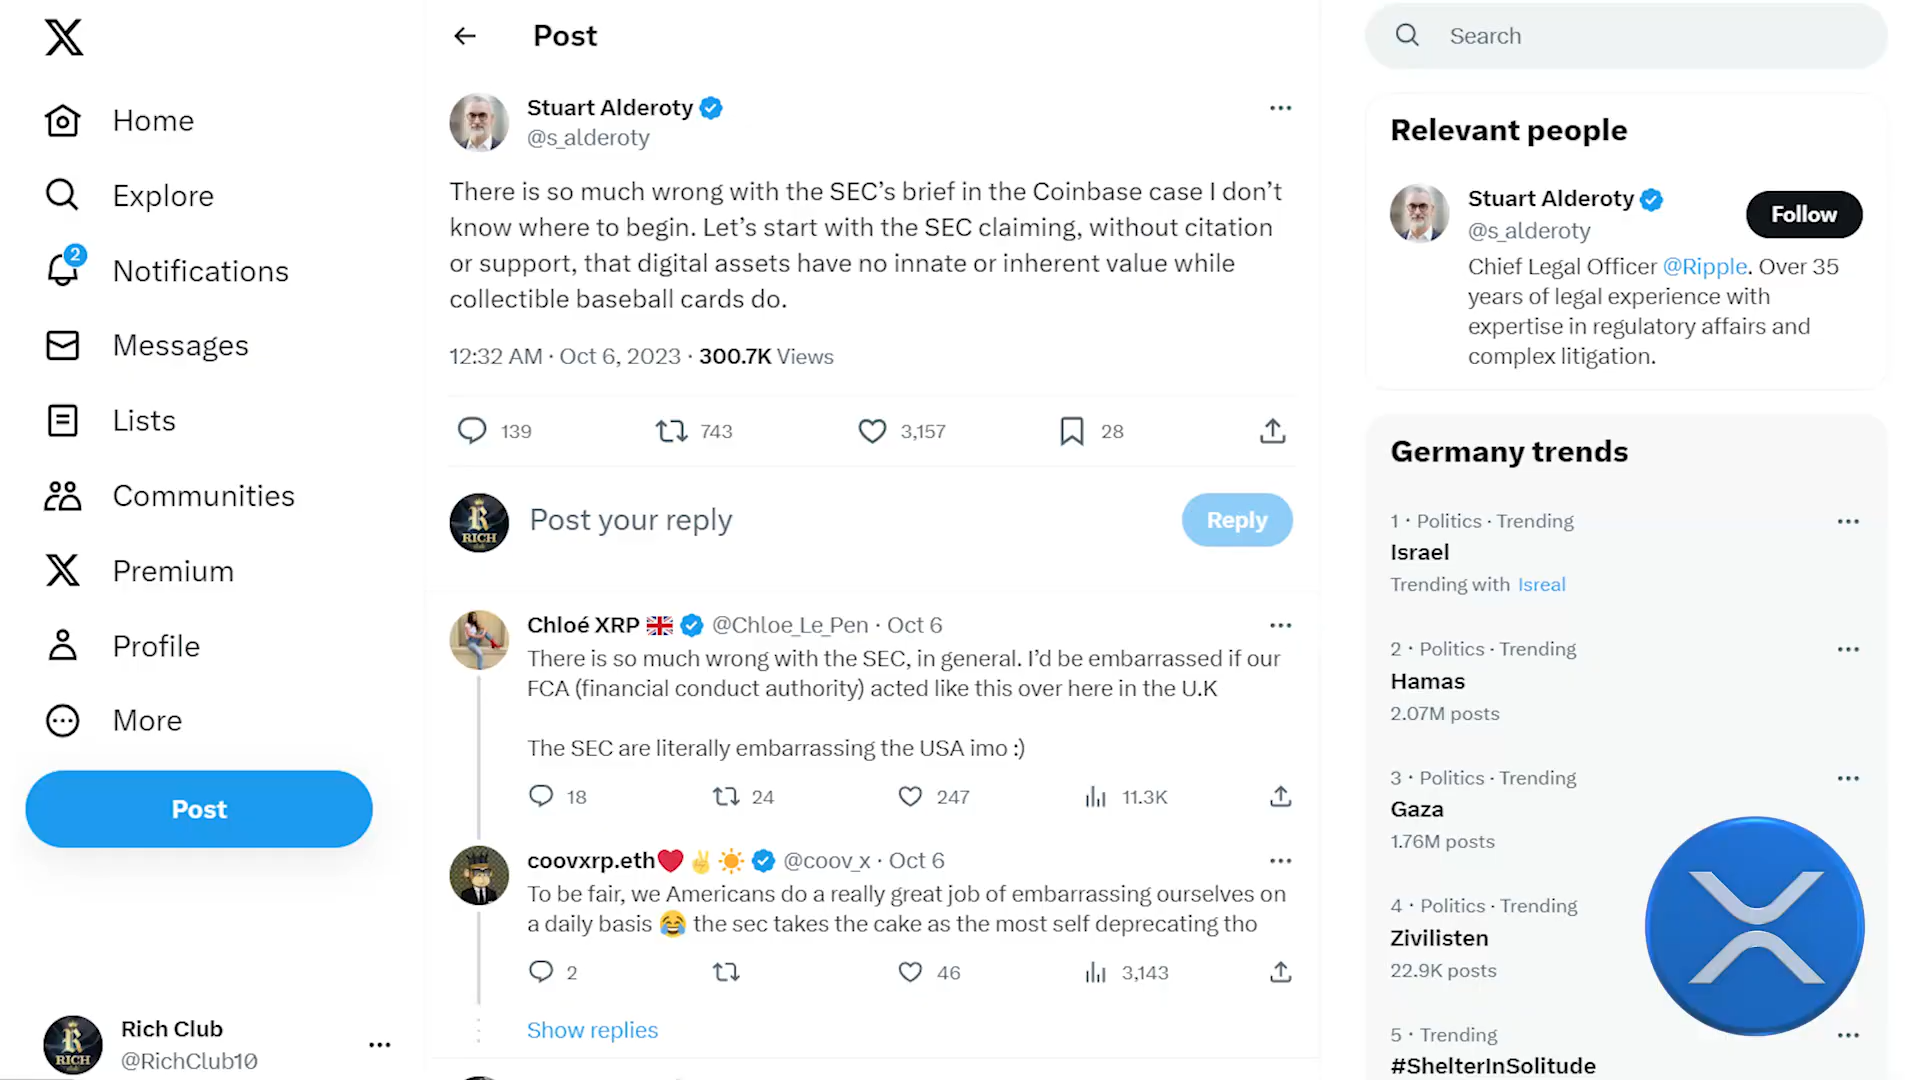 Home
Explore
2
Notifications
Messages
Lists
Communities
Premium
Profile
More
Post
Rich Club
@RichClub10
Post
Stuart Alderoty
@s_alderoty
There is so much wrong with the SEC’s brief in the Coinbase case I don’t
know where to begin. Let’s start with the SEC claiming, without citation
or support, that digital assets have no innate or inherent value while
collectible baseball cards do.
12:32 AM · Oct 6, 2023 · 300.7K Views
139 743 3,157 28
R
RICH
Post your reply
Reply
Chloé XRP 🇬🇧 @Chloe_Le_Pen · Oct 6
There is so much wrong with the SEC, in general. I’d be embarrassed if our
FCA (financial conduct authority) acted like this over here in the U.K
The SEC are literally embarrassing the USA imo :)
18 24 247 11.3K
coovxrp.eth❤️✌️☀️ @coov_x · Oct 6
To be fair, we Americans do a really great job of embarrassing ourselves on
a daily basis 😂 the sec takes the cake as the most self deprecating tho
2 46 3,143
Show replies
Search
Relevant people
Stuart Alderoty
@s_alderoty
Follow
Chief Legal Officer @Ripple. Over 35
years of legal experience with
expertise in regulatory affairs and
complex litigation.
Germany trends
1 · Politics · Trending
Israel
Trending with Isreal
2 · Politics · Trending
Hamas
2.07M posts
3 · Politics · Trending
Gaza
1.76M posts
4 · Politics · Trending
Zivilisten
22.9K posts
5 · Trending
#ShelterInSolitude
R
RICH